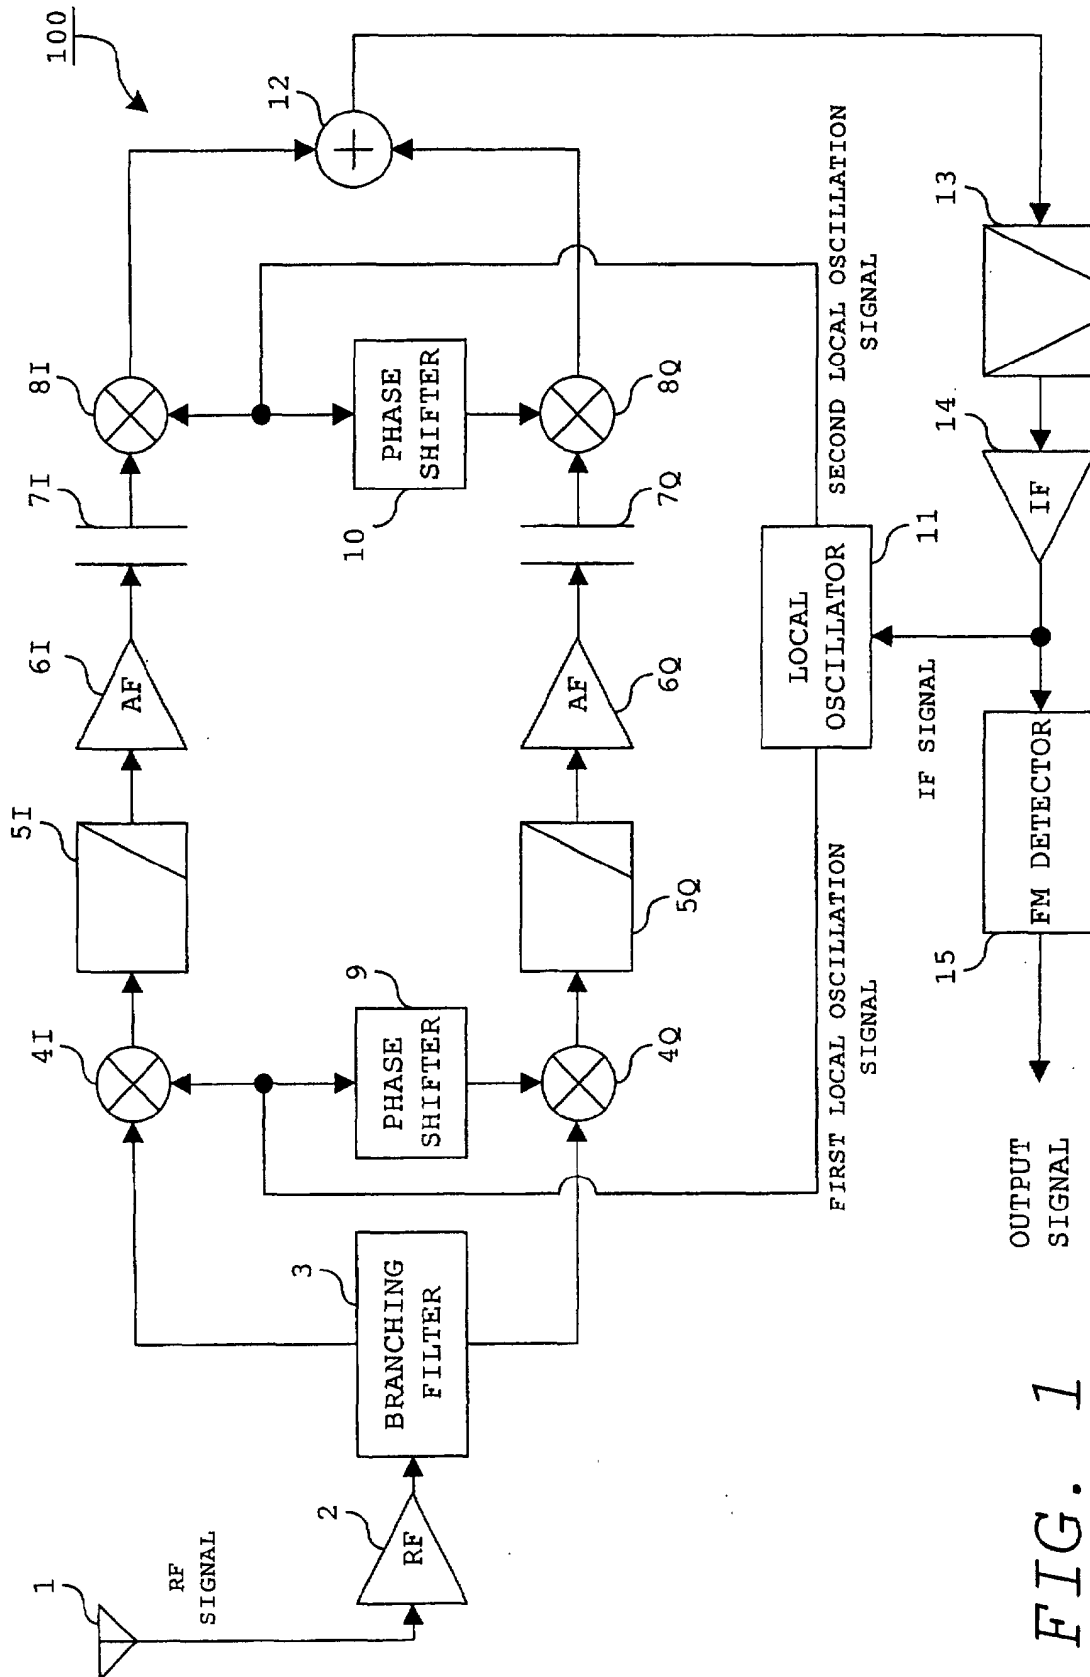 100
1
RF
SIGNAL
2
RF
3
BRANCHING
FILTER
4I
4Q
9
PHASE
SHIFTER
5I
5Q
6I
AF
6Q
AF
7I
7Q
8I
8Q
10
PHASE
SHIFTER
12
FIRST LOCAL OSCILLATION
SIGNAL
LOCAL
OSCILLATOR
11
SECOND LOCAL OSCILLATION
SIGNAL
IF SIGNAL
13
14
IF
15
FM DETECTOR
OUTPUT
SIGNAL
FIG. 1